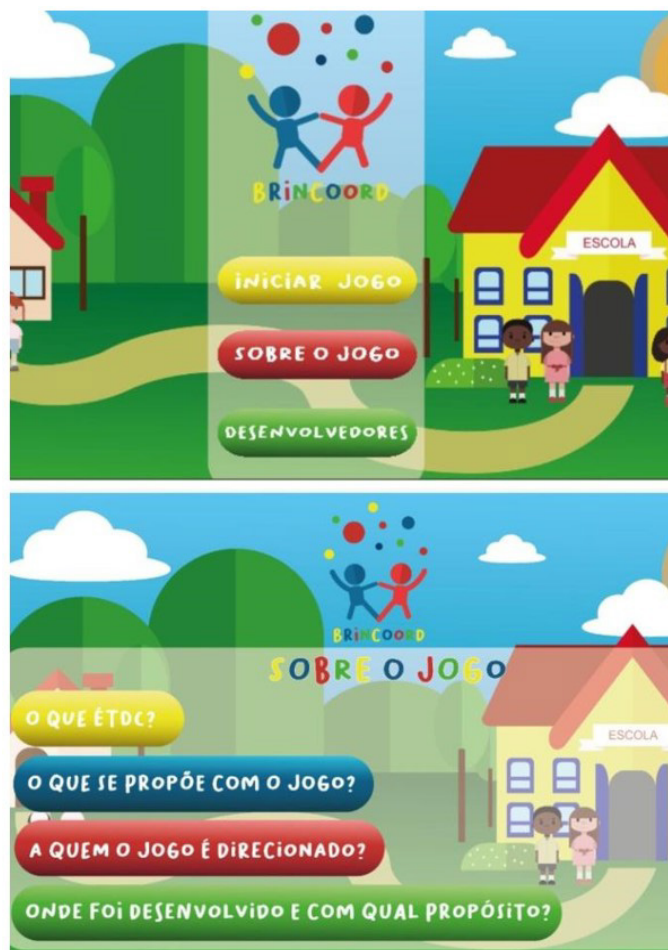 BRINCOORD
ESCOLA
INICIAR JOGO
SOBRE O JOGO
DESENVOLVEDORES
BRINCOORD
SOBRE O JOGO
O QUE ÉTDC?
ESCOLA
O QUE SE PROPÕE COM O JOGO?
A QUEM O JOGO É DIRECIONADO?
ONDE FOI DESENVOLVIDO E COM QUAL PROPÓSITO?